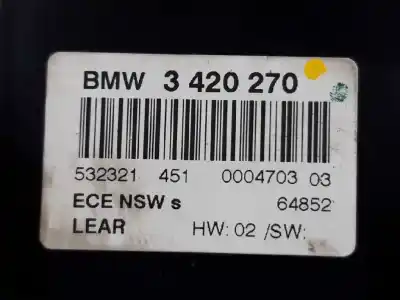 BMW 3 420 270
532321 451 0004703 03
ECE NSW s 64852
LEAR HW: 02 /SW: